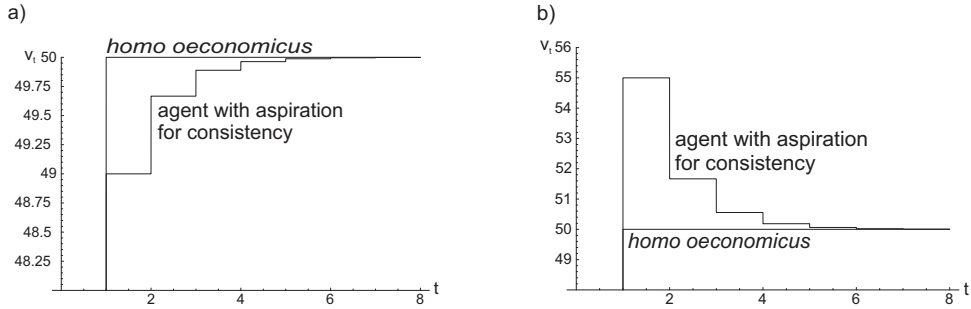 a)
homo oeconomicus
v_t 50
49.75
49.5
49.25
49
48.75
48.5
48.25
agent with aspiration
for consistency
2 4 6 8 t
b)
v_t 56
55
54
53
52
51
50
49
agent with aspiration
for consistency
homo oeconomicus
2 4 6 8 t